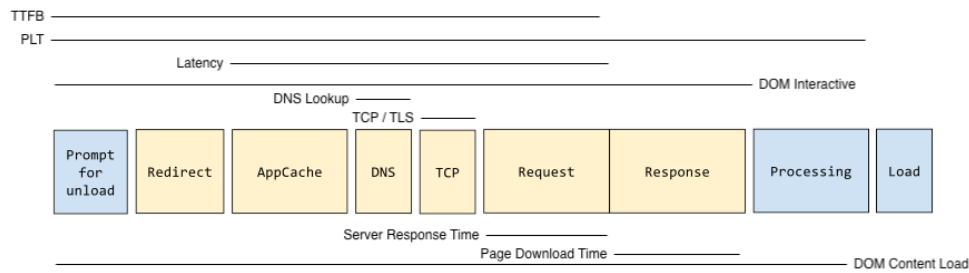 TTFB
PLT
Latency
DOM Interactive
DNS Lookup
TCP / TLS
Prompt
for
unload
Redirect
AppCache
DNS
TCP
Request
Response
Processing
Load
Server Response Time
Page Download Time
DOM Content Load